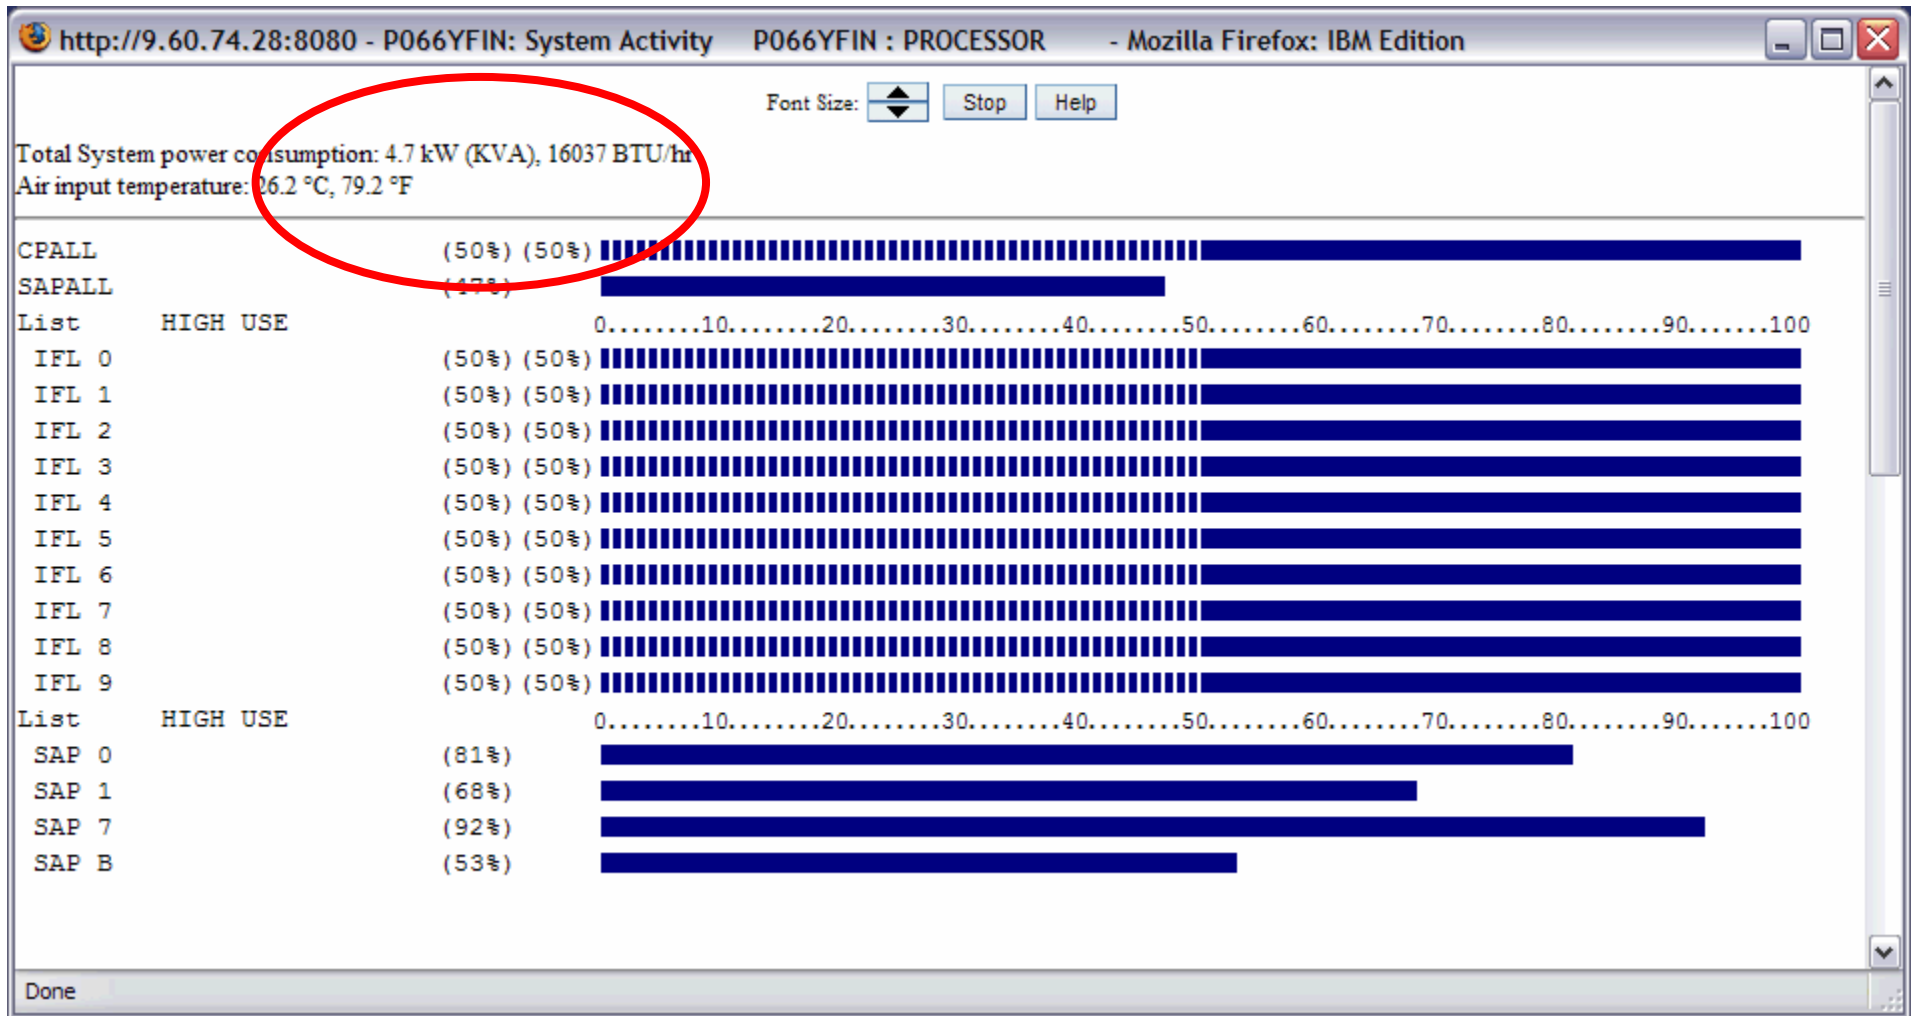 http://9.60.74.28:8080 - P066YFIN: System Activity P066YFIN : PROCESSOR - Mozilla Firefox: IBM Edition
Font Size: Stop Help
Total System power consumption: 4.7 kW (KVA), 16037 BTU/hr
Air input temperature: 26.2 °C, 79.2 °F
CPALL (50%) (50%)
SAPALL (47%)
List HIGH USE 0........10........20........30........40........50........60........70........80........90.......100
IFL 0 (50%) (50%)
IFL 1 (50%) (50%)
IFL 2 (50%) (50%)
IFL 3 (50%) (50%)
IFL 4 (50%) (50%)
IFL 5 (50%) (50%)
IFL 6 (50%) (50%)
IFL 7 (50%) (50%)
IFL 8 (50%) (50%)
IFL 9 (50%) (50%)
List HIGH USE 0........10........20........30........40........50........60........70........80........90.......100
SAP 0 (81%)
SAP 1 (68%)
SAP 7 (92%)
SAP B (53%)
Done